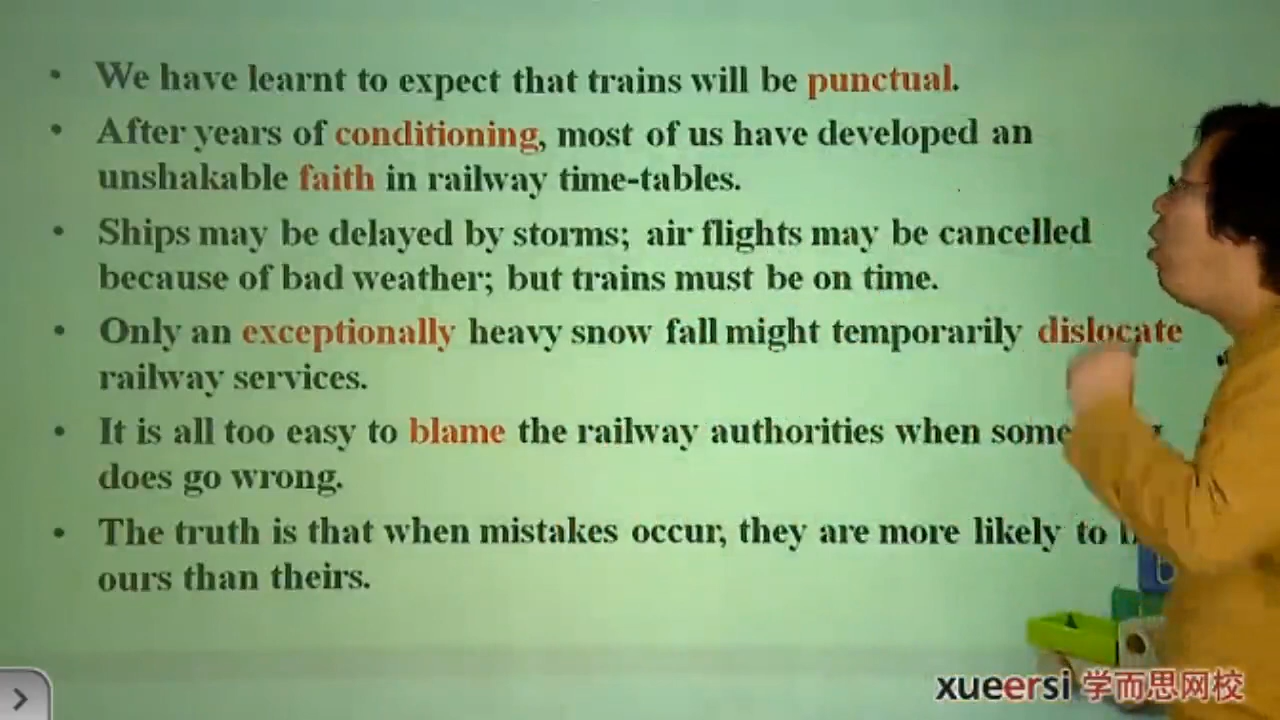 • We have learnt to expect that trains will be punctual.
• After years of conditioning, most of us have developed an
unshakable faith in railway time-tables.
• Ships may be delayed by storms; air flights may be cancelled
because of bad weather; but trains must be on time.
• Only an exceptionally heavy snow fall might temporarily dislocate
railway services.
• It is all too easy to blame the railway authorities when
does go wrong.
• The truth is that when mistakes occur, they are more likely to
ours than theirs.
xueersi 学而思网校